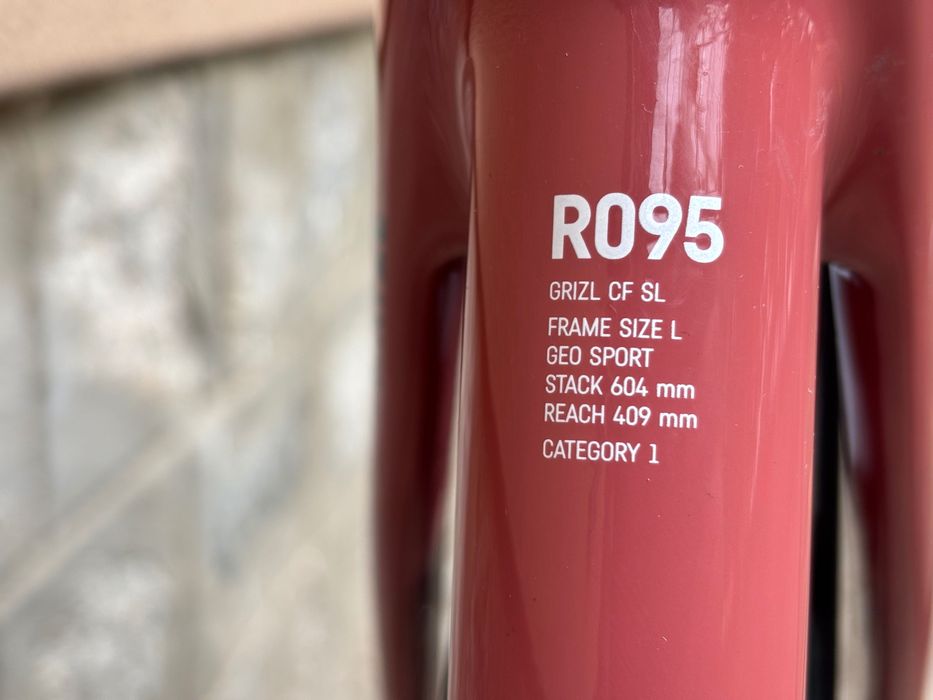 R095
GRIZL CF SL
FRAME SIZE L
GEO SPORT
STACK 604 mm
REACH 409 mm
CATEGORY 1